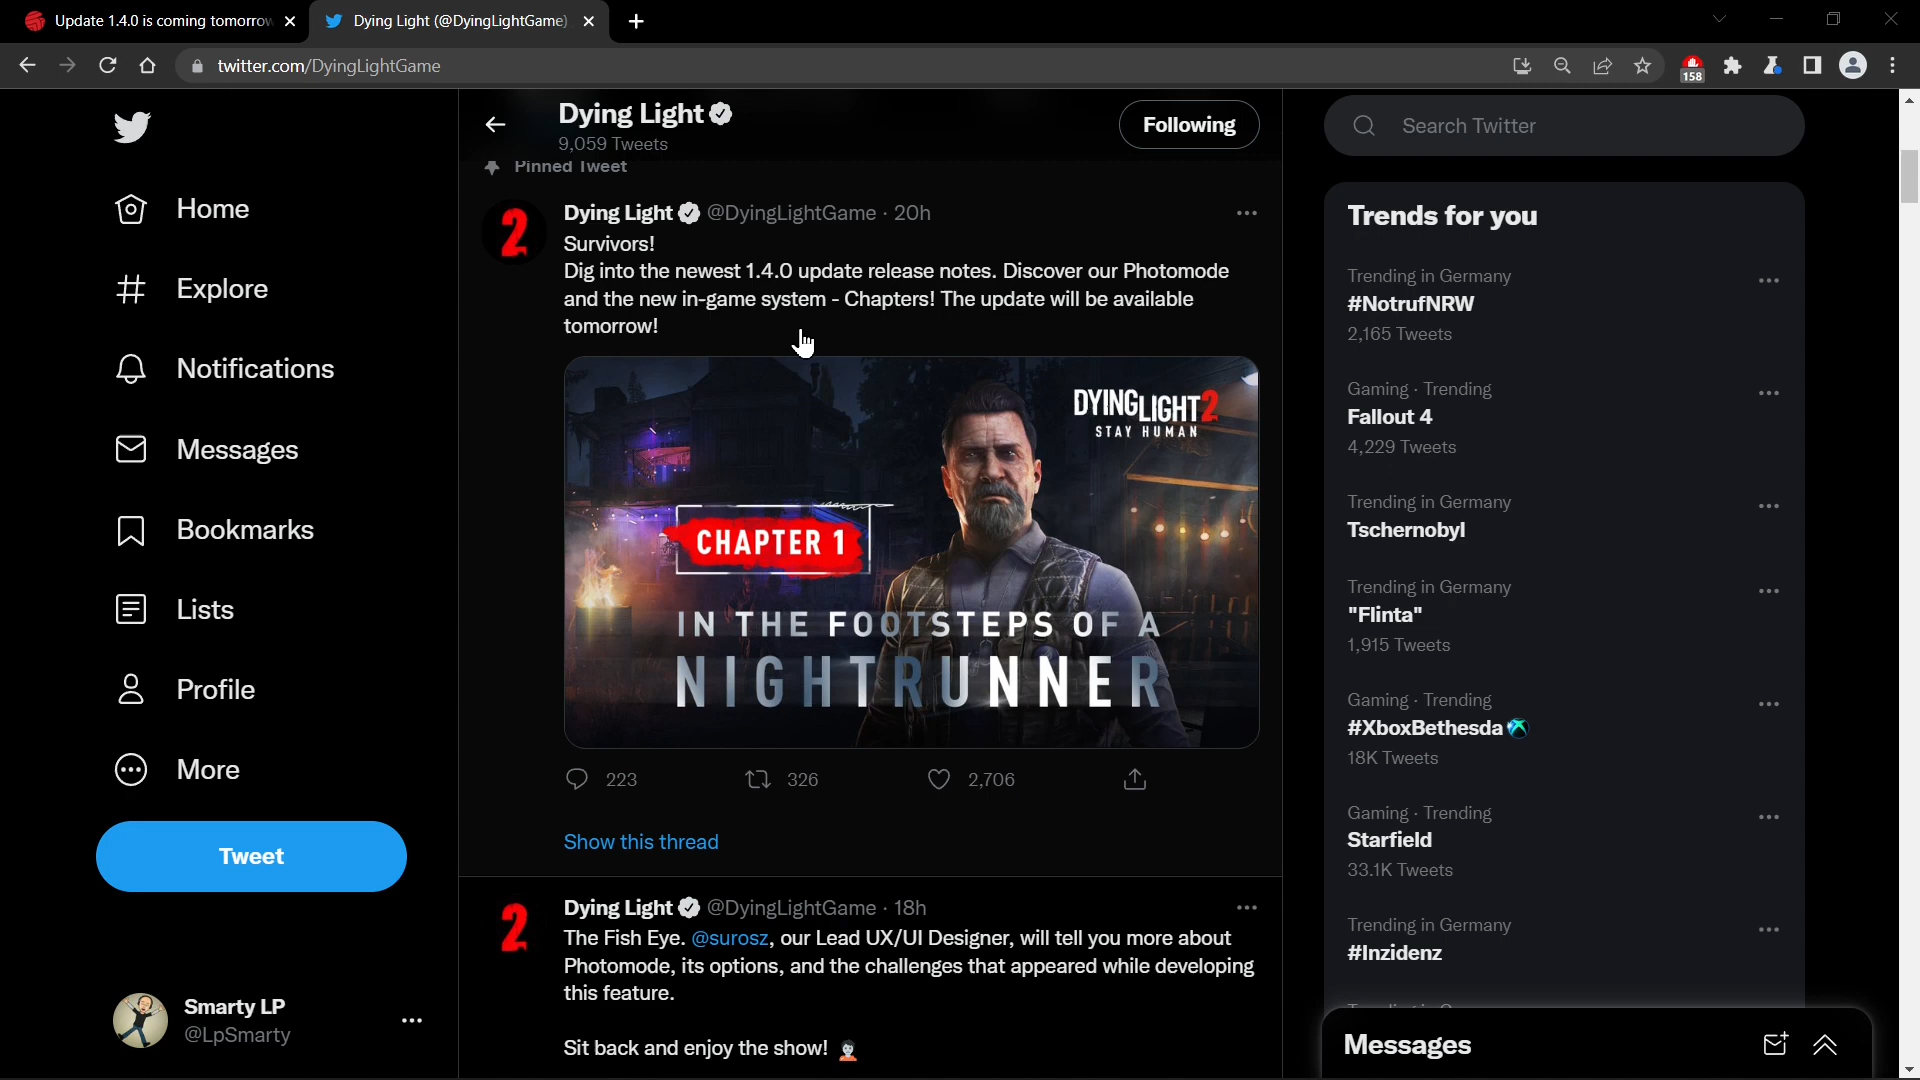 Update 1.4.0 is coming tomorrow
Dying Light (@DyingLightGame)
twitter.com/DyingLightGame
158
Dying Light
9,059 Tweets
Following
Search Twitter
Home
Explore
Notifications
Messages
Bookmarks
Lists
Profile
More
Tweet
Smarty LP
@LpSmarty
Pinned Tweet
2
Dying Light @DyingLightGame · 20h
Survivors!
Dig into the newest 1.4.0 update release notes. Discover our Photomode
and the new in-game system - Chapters! The update will be available
tomorrow!
DYING LIGHT 2
STAY HUMAN
CHAPTER 1
IN THE FOOTSTEPS OF A
NIGHTRUNNER
223
326
2,706
Show this thread
2
Dying Light @DyingLightGame · 18h
The Fish Eye. @surosz, our Lead UX/UI Designer, will tell you more about
Photomode, its options, and the challenges that appeared while developing
this feature.
Sit back and enjoy the show!
Trends for you
Trending in Germany
#NotrufNRW
2,165 Tweets
Gaming · Trending
Fallout 4
4,229 Tweets
Trending in Germany
Tschernobyl
Trending in Germany
"Flinta"
1,915 Tweets
Gaming · Trending
#XboxBethesda
18K Tweets
Gaming · Trending
Starfield
33.1K Tweets
Trending in Germany
#Inzidenz
Messages